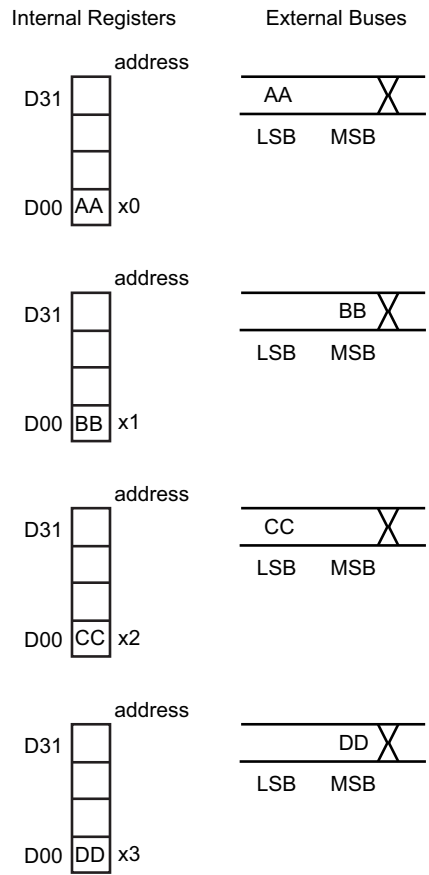 Internal Registers External Buses
address
D31 AA
LSB MSB
D00 AA x0
address
D31 BB
LSB MSB
D00 BB x1
address
D31 CC
LSB MSB
D00 CC x2
address
D31 DD
LSB MSB
D00 DD x3